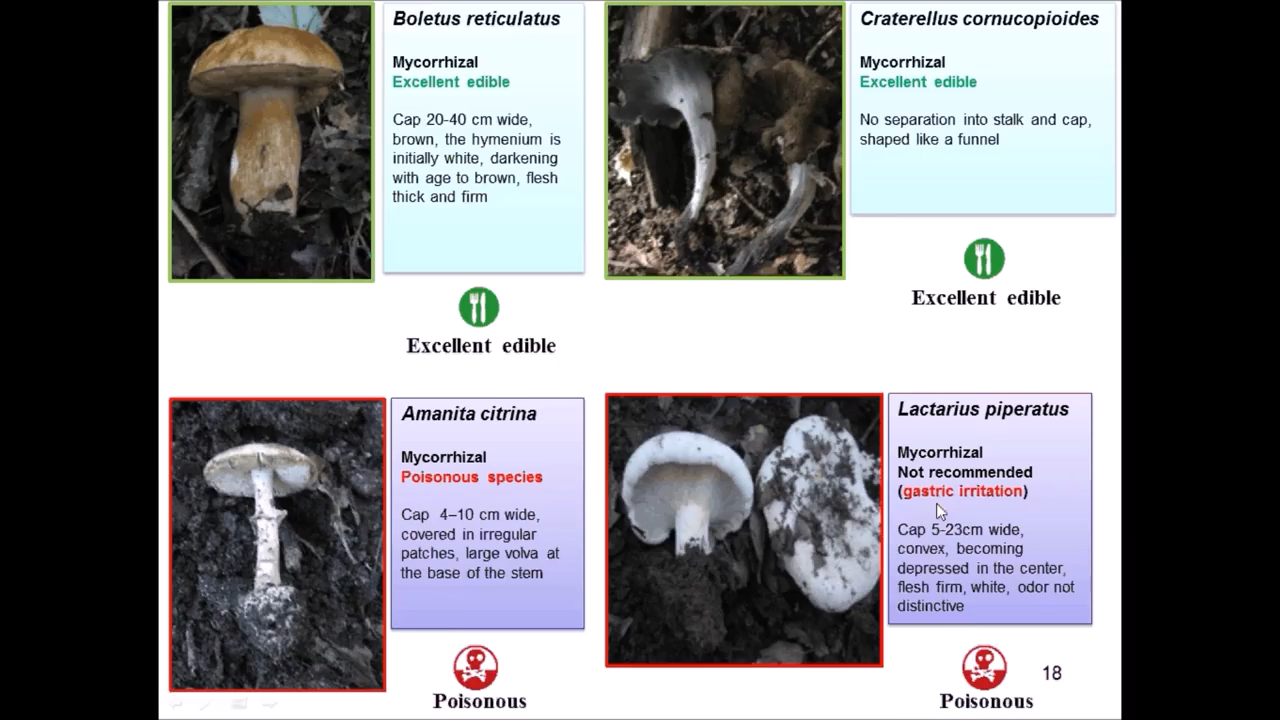 Boletus reticulatus
Mycorrhizal
Excellent edible
Cap 20-40 cm wide,
brown, the hymenium is
initially white, darkening
with age to brown, flesh
thick and firm
Excellent edible
Craterellus cornucopioides
Mycorrhizal
Excellent edible
No separation into stalk and cap,
shaped like a funnel
Excellent edible
Amanita citrina
Mycorrhizal
Poisonous species
Cap 4–10 cm wide,
covered in irregular
patches, large volva at
the base of the stem
Poisonous
Lactarius piperatus
Mycorrhizal
Not recommended
(gastric irritation)
Cap 5-23cm wide,
convex, becoming
depressed in the center,
flesh firm, white, odor not
distinctive
Poisonous
18